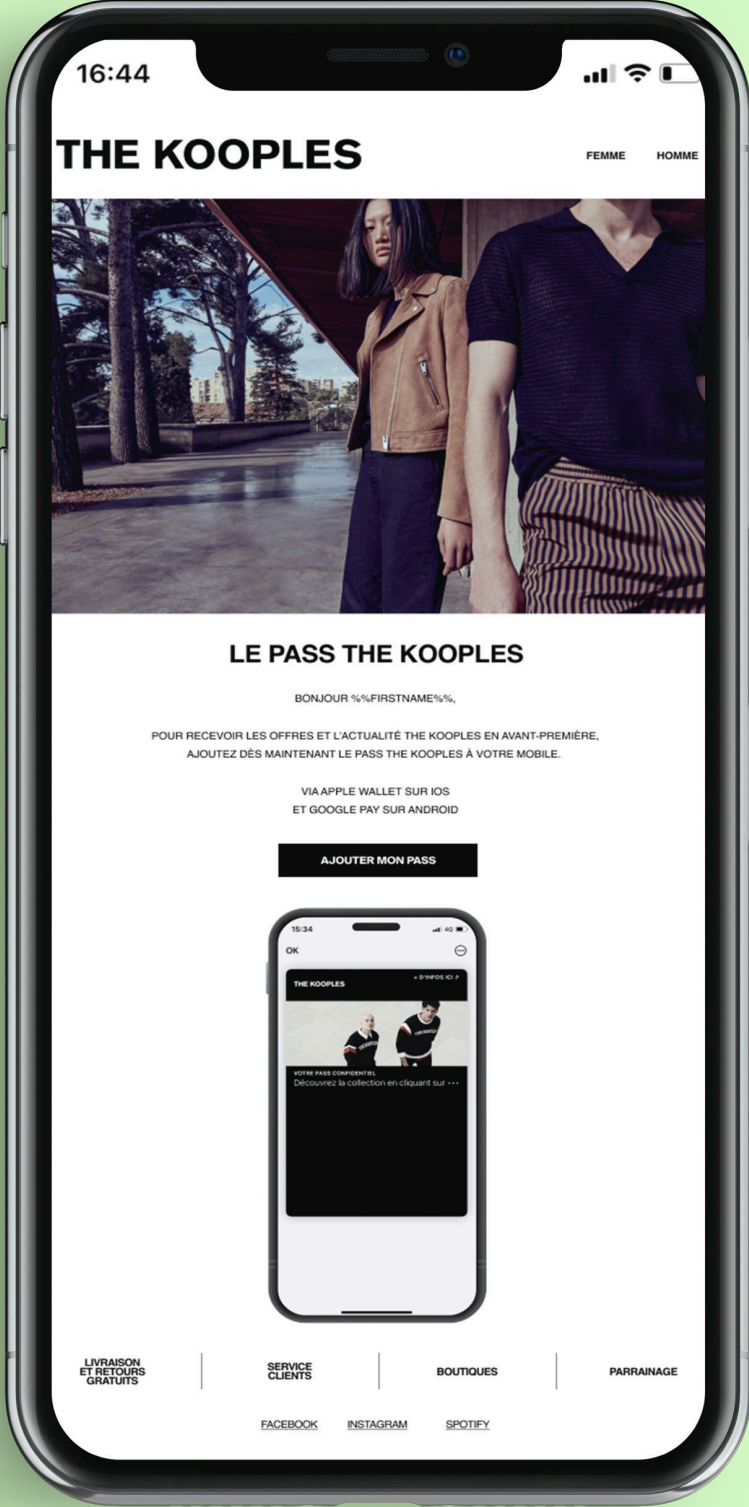 16:44
THE KOOPLES
FEMME HOMME
LE PASS THE KOOPLES
BONJOUR %%FIRSTNAME%%,
POUR RECEVOIR LES OFFRES ET L'ACTUALITÉ THE KOOPLES EN AVANT-PREMIÈRE,
AJOUTEZ DÈS MAINTENANT LE PASS THE KOOPLES À VOTRE MOBILE.
VIA APPLE WALLET SUR IOS
ET GOOGLE PAY SUR ANDROID
AJOUTER MON PASS
15:34 4G
OK
+ D'INFOS ICI
THE KOOPLES
VOTRE PASS CONFIDENTIEL
Découvrez la collection en cliquant sur ···
LIVRAISON
ET RETOURS
GRATUITS
SERVICE
CLIENTS
BOUTIQUES
PARRAINAGE
FACEBOOK INSTAGRAM SPOTIFY